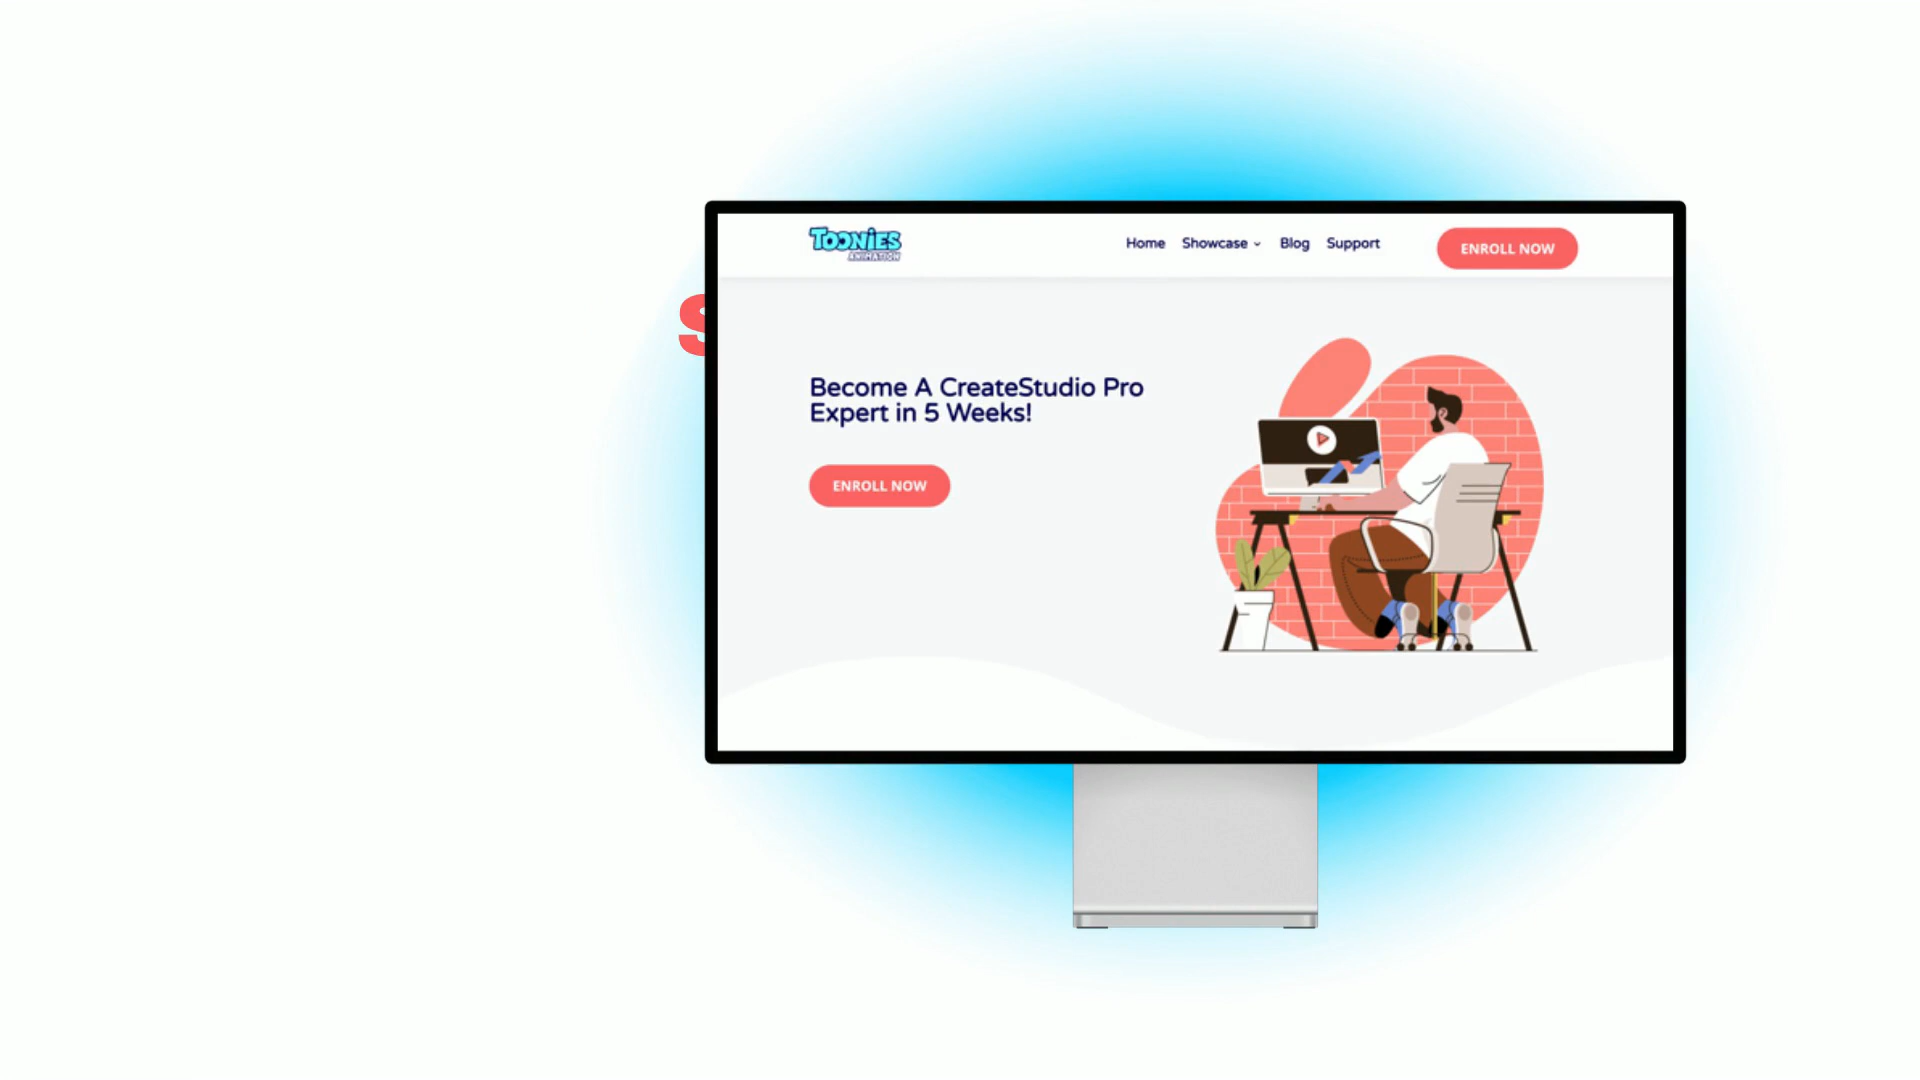 TOONIES
ANIMATION
Home Showcase Blog Support ENROLL NOW
S
Become A CreateStudio Pro
Expert in 5 Weeks!
ENROLL NOW